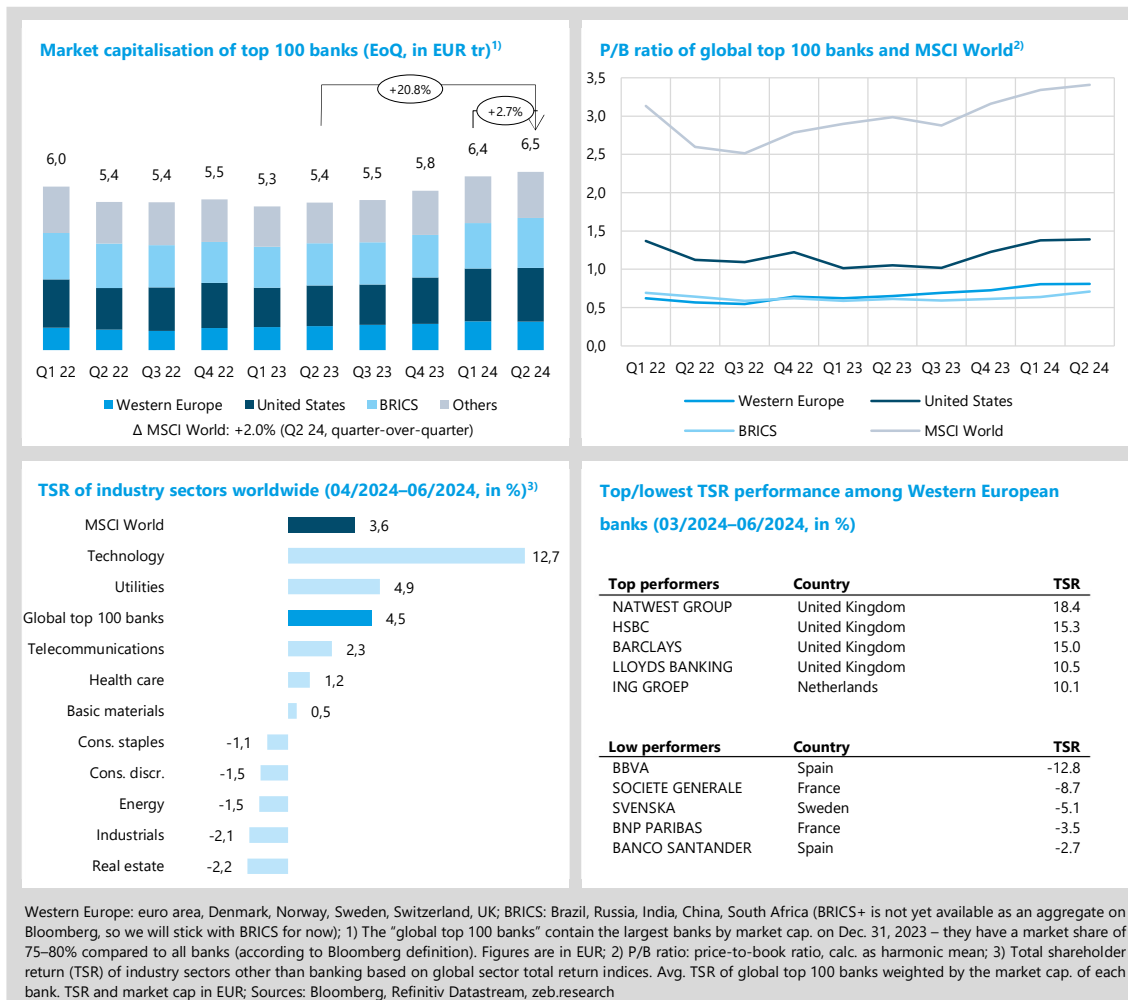 Market capitalisation of top 100 banks (EoQ, in EUR tr)1)
+20.8%
+2.7%
6,0
5,4
5,4
5,5
5,3
5,4
5,5
5,8
6,4
6,5
Q1 22 Q2 22 Q3 22 Q4 22 Q1 23 Q2 23 Q3 23 Q4 23 Q1 24 Q2 24
Western Europe United States BRICS Others
Δ MSCI World: +2.0% (Q2 24, quarter-over-quarter)
P/B ratio of global top 100 banks and MSCI World2)
3,5
3,0
2,5
2,0
1,5
1,0
0,5
0,0
Q1 22 Q2 22 Q3 22 Q4 22 Q1 23 Q2 23 Q3 23 Q4 23 Q1 24 Q2 24
Western Europe United States
BRICS MSCI World
TSR of industry sectors worldwide (04/2024–06/2024, in %)3)
MSCI World 3,6
Technology 12,7
Utilities 4,9
Global top 100 banks 4,5
Telecommunications 2,3
Health care 1,2
Basic materials 0,5
Cons. staples -1,1
Cons. discr. -1,5
Energy -1,5
Industrials -2,1
Real estate -2,2
Top/lowest TSR performance among Western European
banks (03/2024–06/2024, in %)
Top performers Country TSR
NATWEST GROUP United Kingdom 18.4
HSBC United Kingdom 15.3
BARCLAYS United Kingdom 15.0
LLOYDS BANKING United Kingdom 10.5
ING GROEP Netherlands 10.1
Low performers Country TSR
BBVA Spain -12.8
SOCIETE GENERALE France -8.7
SVENSKA Sweden -5.1
BNP PARIBAS France -3.5
BANCO SANTANDER Spain -2.7
Western Europe: euro area, Denmark, Norway, Sweden, Switzerland, UK; BRICS: Brazil, Russia, India, China, South Africa (BRICS+ is not yet available as an aggregate on
Bloomberg, so we will stick with BRICS for now); 1) The “global top 100 banks” contain the largest banks by market cap. on Dec. 31, 2023 – they have a market share of
75–80% compared to all banks (according to Bloomberg definition). Figures are in EUR; 2) P/B ratio: price-to-book ratio, calc. as harmonic mean; 3) Total shareholder
return (TSR) of industry sectors other than banking based on global sector total return indices. Avg. TSR of global top 100 banks weighted by the market cap. of each
bank. TSR and market cap in EUR; Sources: Bloomberg, Refinitiv Datastream, zeb.research